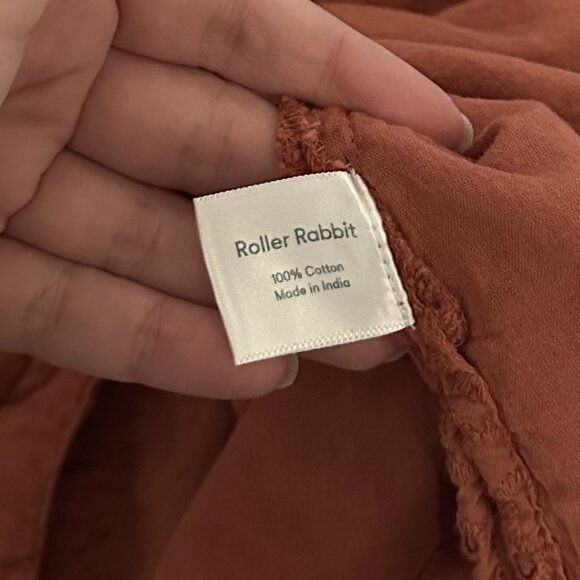 Roller Rabbit
100% Cotton
Made in India